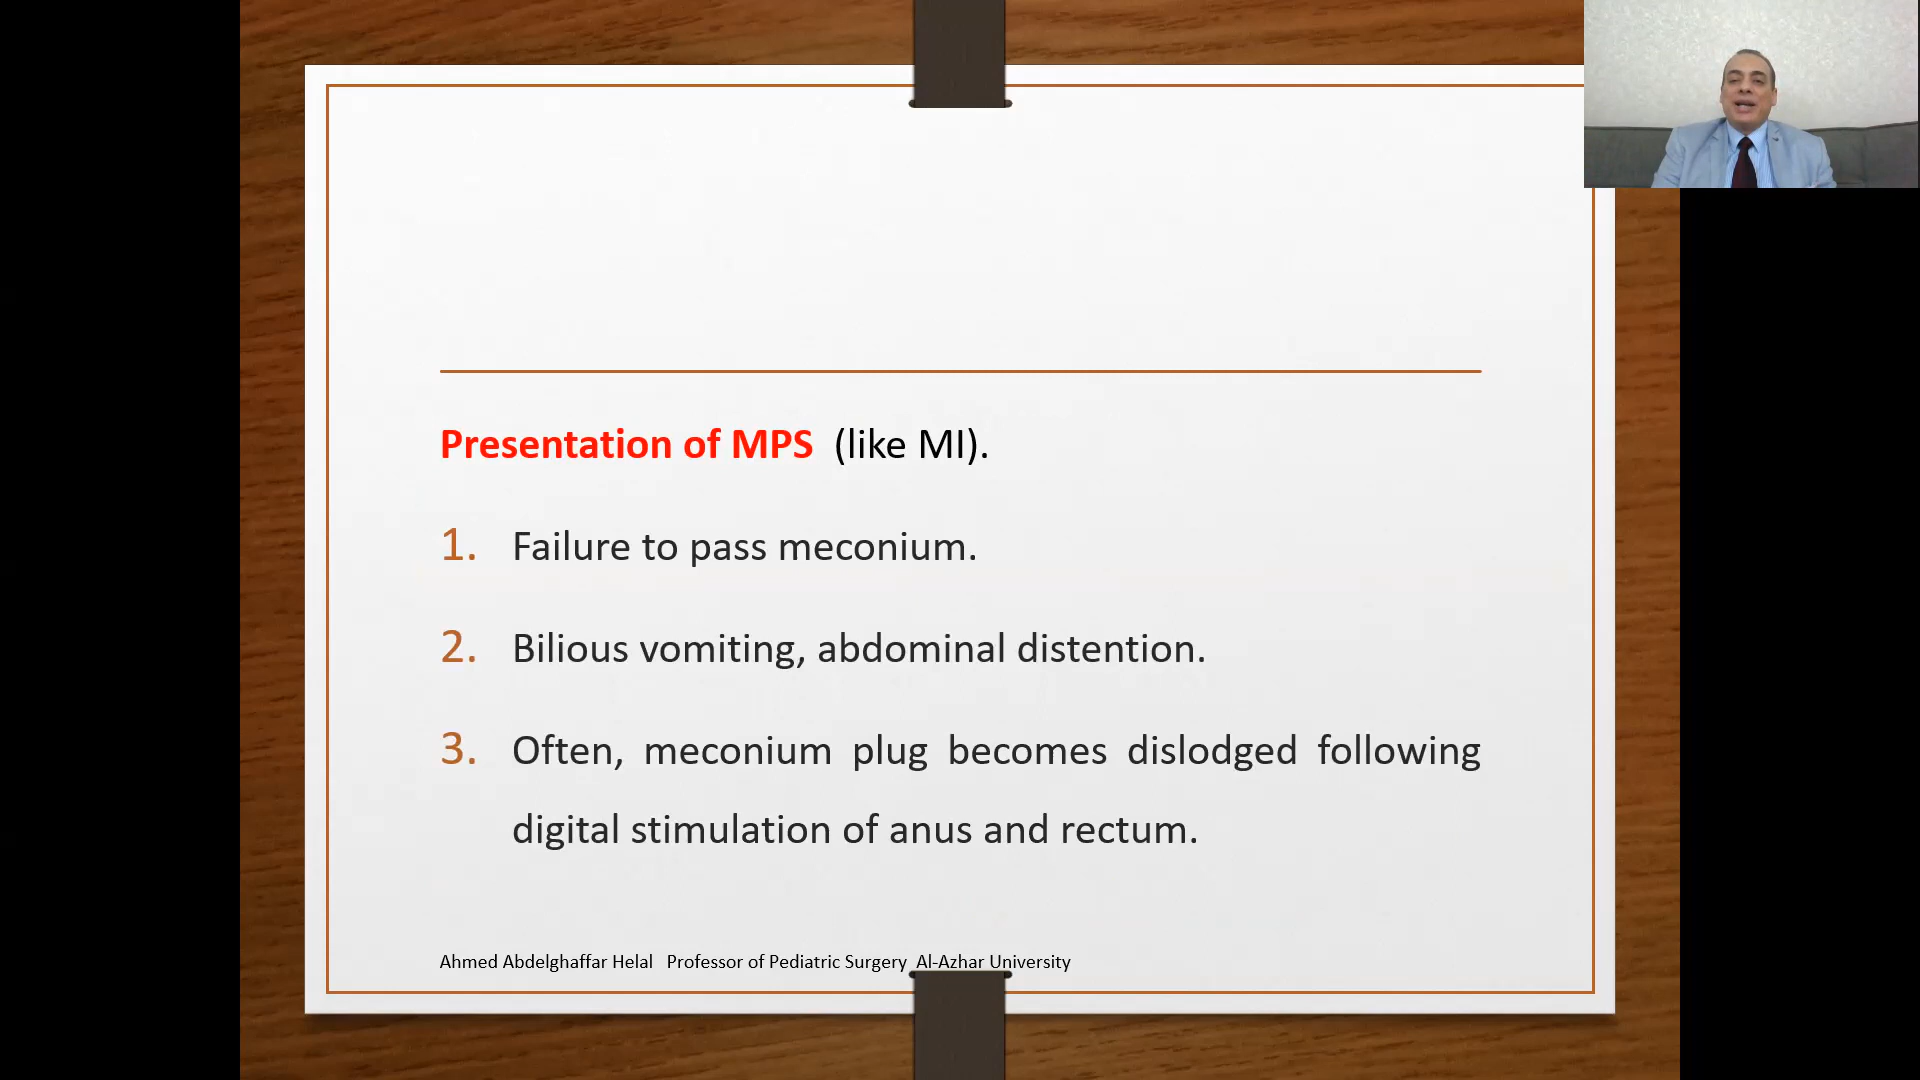 Presentation of MPS (like MI).
1. Failure to pass meconium.
2. Bilious vomiting, abdominal distention.
3. Often, meconium plug becomes dislodged following
digital stimulation of anus and rectum.
Ahmed Abdelghaffar Helal Professor of Pediatric Surgery Al-Azhar University